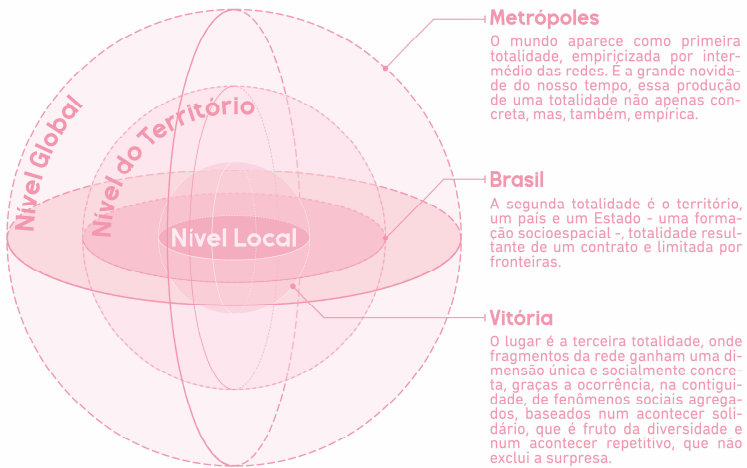 Nível Global
Nível do Território
Nível Local
Metrópoles
O mundo aparece como primeira
totalidade, empiricizada por inter-
médio das redes. É a grande novida-
de do nosso tempo, essa produção
de uma totalidade não apenas con-
creta, mas, também, empírica.
Brasil
A segunda totalidade é o território,
um país e um Estado - uma forma-
ção socioespacial -, totalidade resul-
tante de um contrato e limitada por
fronteiras.
Vitória
O lugar é a terceira totalidade, onde
fragmentos da rede ganham uma di-
mensão única e socialmente concre-
ta, graças a ocorrência, na contigui-
dade, de fenômenos sociais agrega-
dos, baseados num acontecer soli-
dário, que é fruto da diversidade e
num acontecer repetitivo, que não
exclui a surpresa.